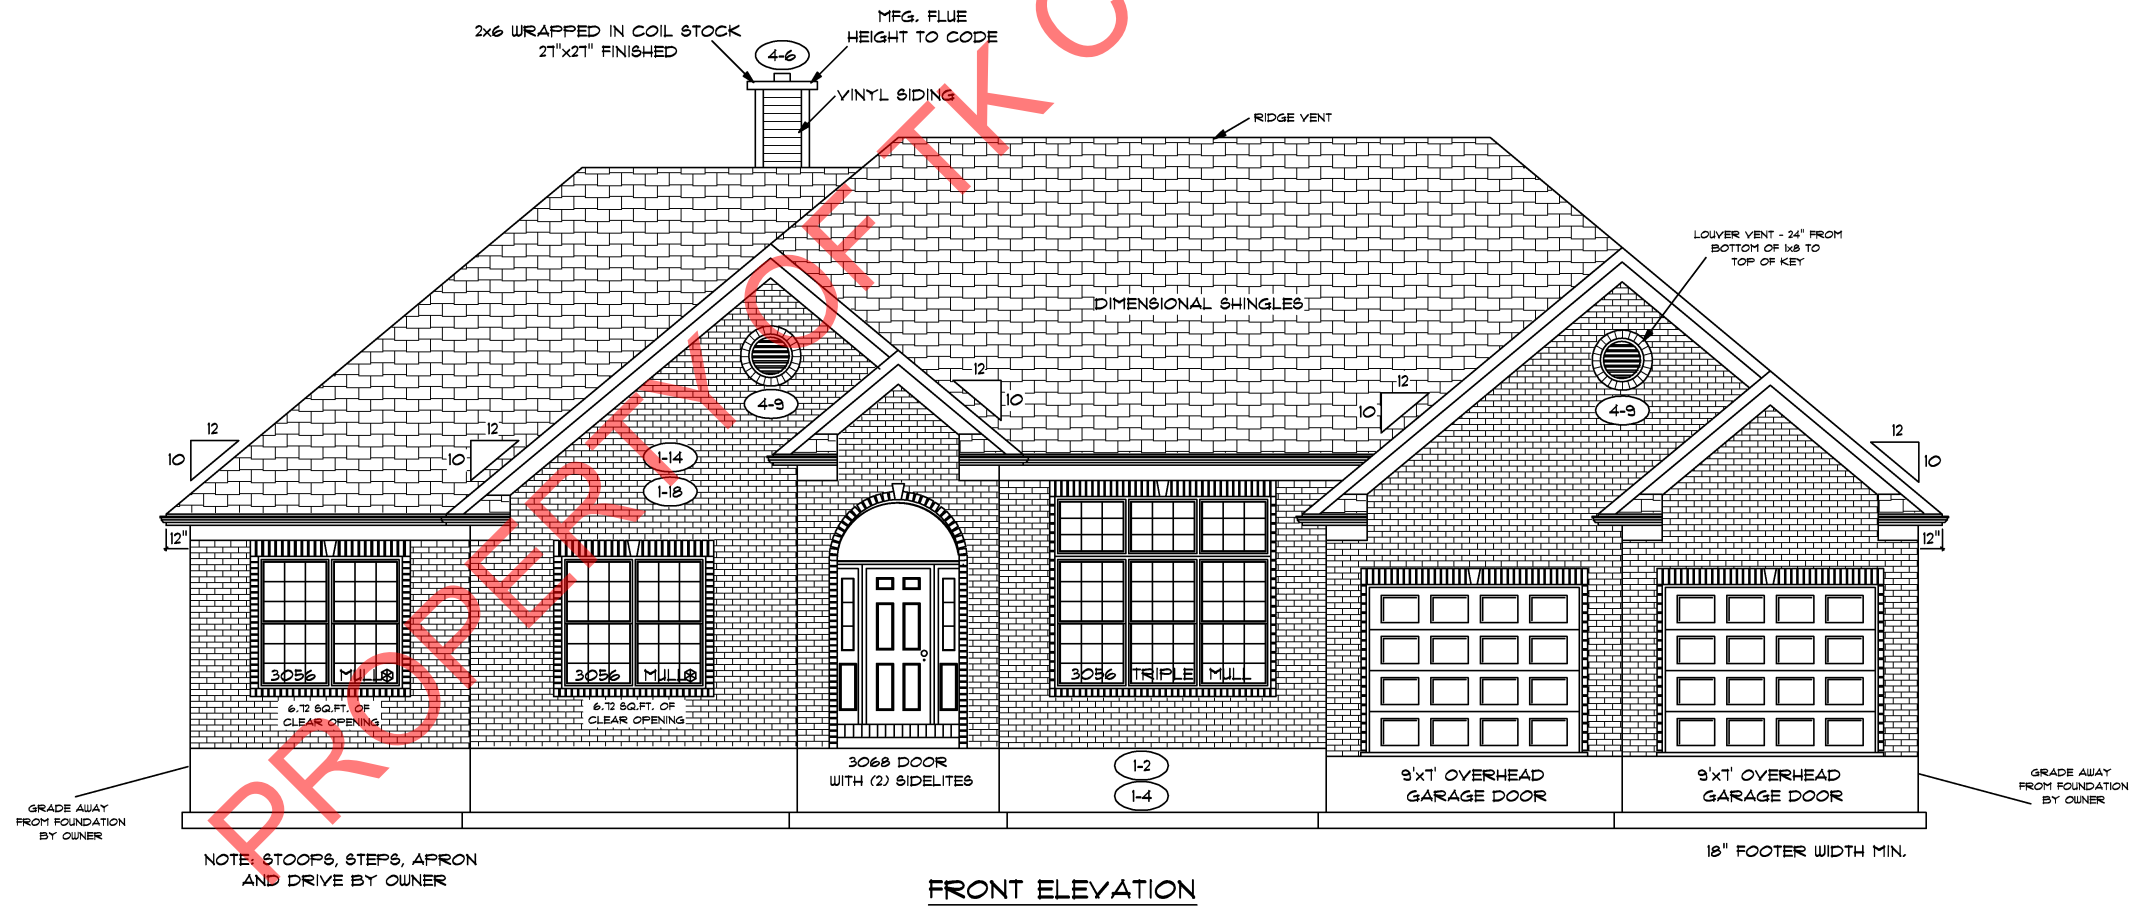 MFG. FLUE
HEIGHT TO CODE
2x6 WRAPPED IN COIL STOCK
27"x27" FINISHED
4-6
VINYL SIDING
RIDGE VENT
LOUVER VENT - 24" FROM
BOTTOM OF 1x8 TO
TOP OF KEY
DIMENSIONAL SHINGLES
PROPERTY OF TK
4-9
4-9
12
10
12
10
12
10
12
10
12
10
1-14
1-18
12"
12"
3056 MULL
3056 MULL
3056 TRIPLE MULL
6.72 SQ.FT. OF
CLEAR OPENING
6.72 SQ.FT. OF
CLEAR OPENING
3068 DOOR
WITH (2) SIDELITES
1-2
1-4
9'x7' OVERHEAD
GARAGE DOOR
9'x7' OVERHEAD
GARAGE DOOR
GRADE AWAY
FROM FOUNDATION
BY OWNER
GRADE AWAY
FROM FOUNDATION
BY OWNER
NOTE: STOOPS, STEPS, APRON
AND DRIVE BY OWNER
18" FOOTER WIDTH MIN.
FRONT ELEVATION